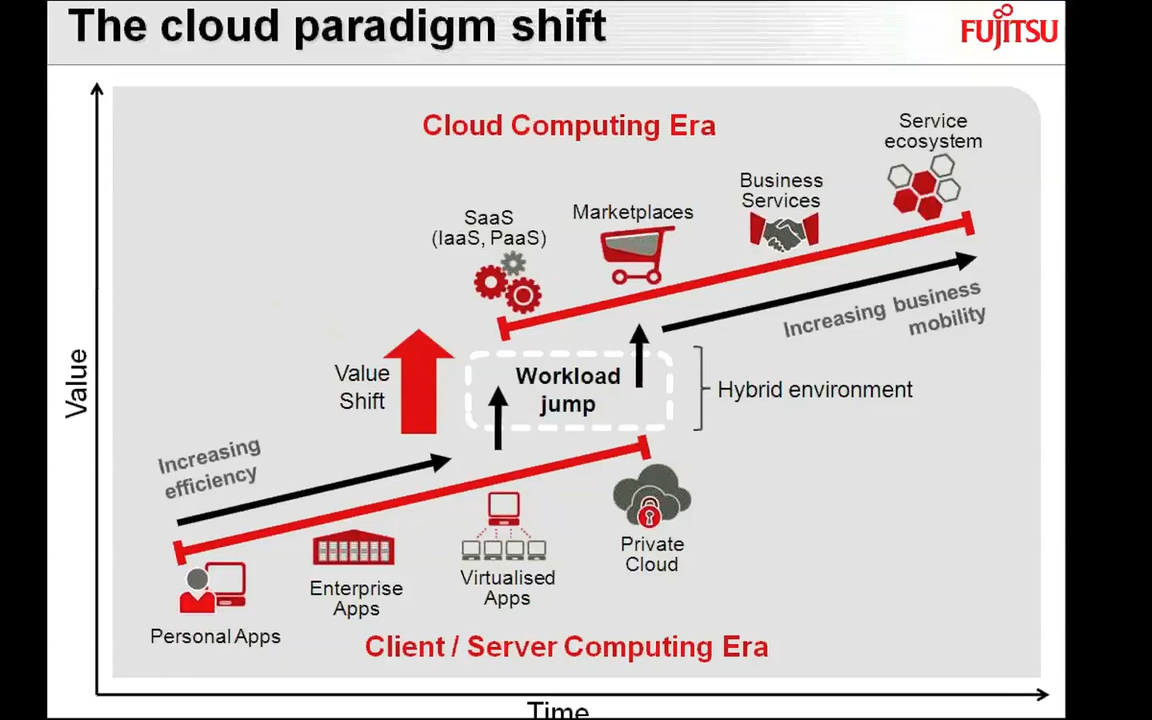 The cloud paradigm shift
FUJITSU
Cloud Computing Era
Service
ecosystem
Business
Services
Marketplaces
SaaS
(IaaS, PaaS)
Increasing business
mobility
Value
Value
Shift
Workload
jump
Hybrid environment
Increasing
efficiency
Personal Apps
Enterprise
Apps
Virtualised
Apps
Private
Cloud
Client / Server Computing Era
Time